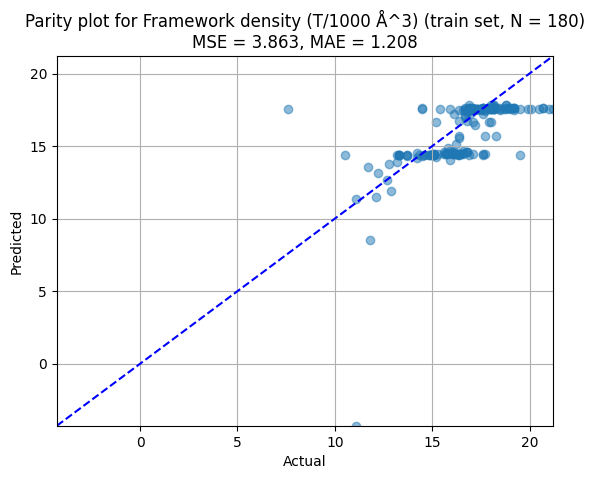 Parity plot for Framework density (T/1000 Å^3) (train set, N = 180)
MSE = 3.863, MAE = 1.208
20
15
10
5
0
Predicted
0 5 10 15 20
Actual